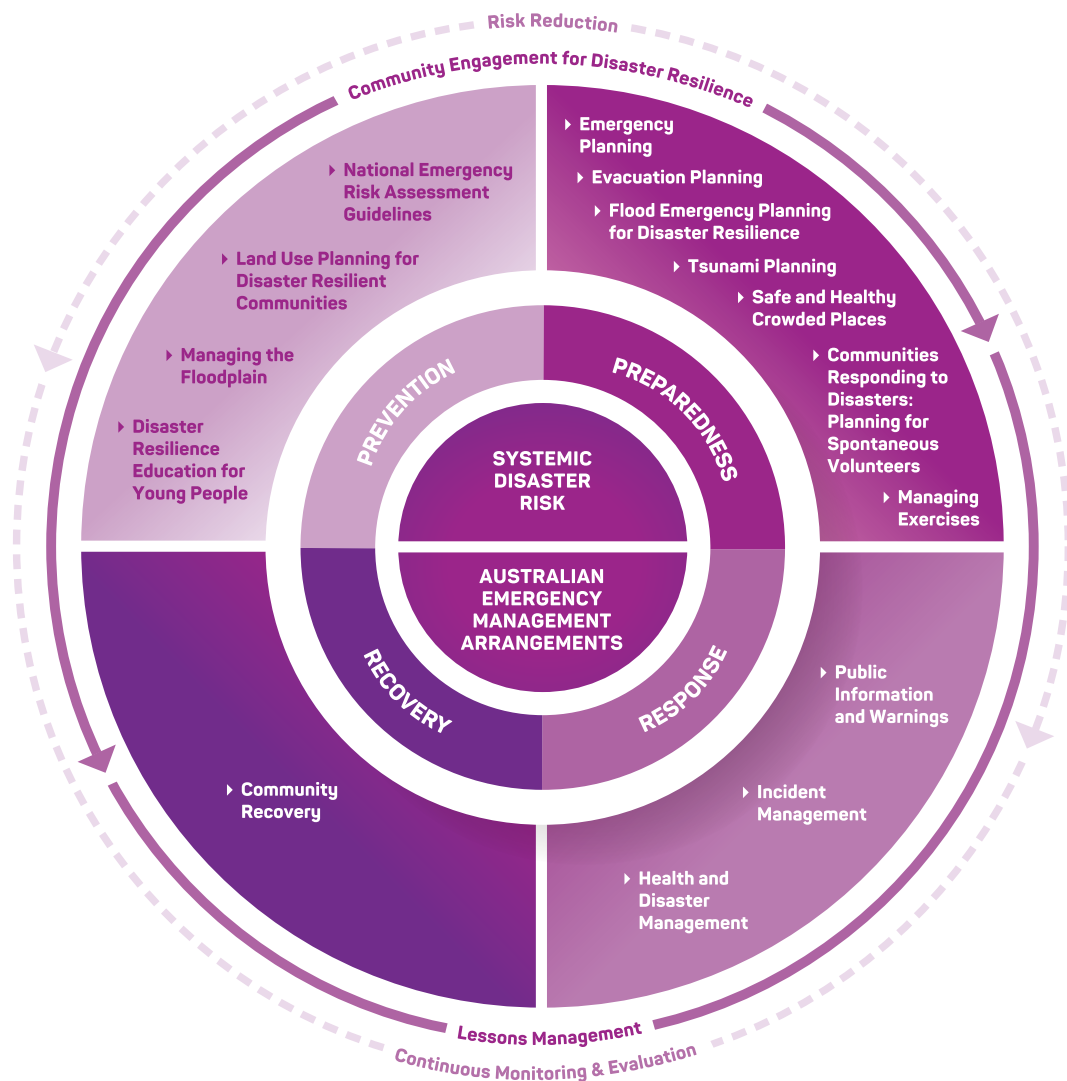 Risk Reduction
Community Engagement for Disaster Resilience
National Emergency
Risk Assessment
Guidelines
Land Use Planning for
Disaster Resilient
Communities
Managing the
Floodplain
Disaster
Resilience
Education for
Young People
Emergency
Planning
Evacuation Planning
Flood Emergency Planning
for Disaster Resilience
Tsunami Planning
Safe and Healthy
Crowded Places
Communities
Responding to
Disasters:
Planning for
Spontaneous
Volunteers
Managing
Exercises
PREVENTION
PREPAREDNESS
SYSTEMIC
DISASTER
RISK
AUSTRALIAN
EMERGENCY
MANAGEMENT
ARRANGEMENTS
RECOVERY
RESPONSE
Community
Recovery
Public
Information
and Warnings
Incident
Management
Health and
Disaster
Management
Lessons Management
Continuous Monitoring & Evaluation